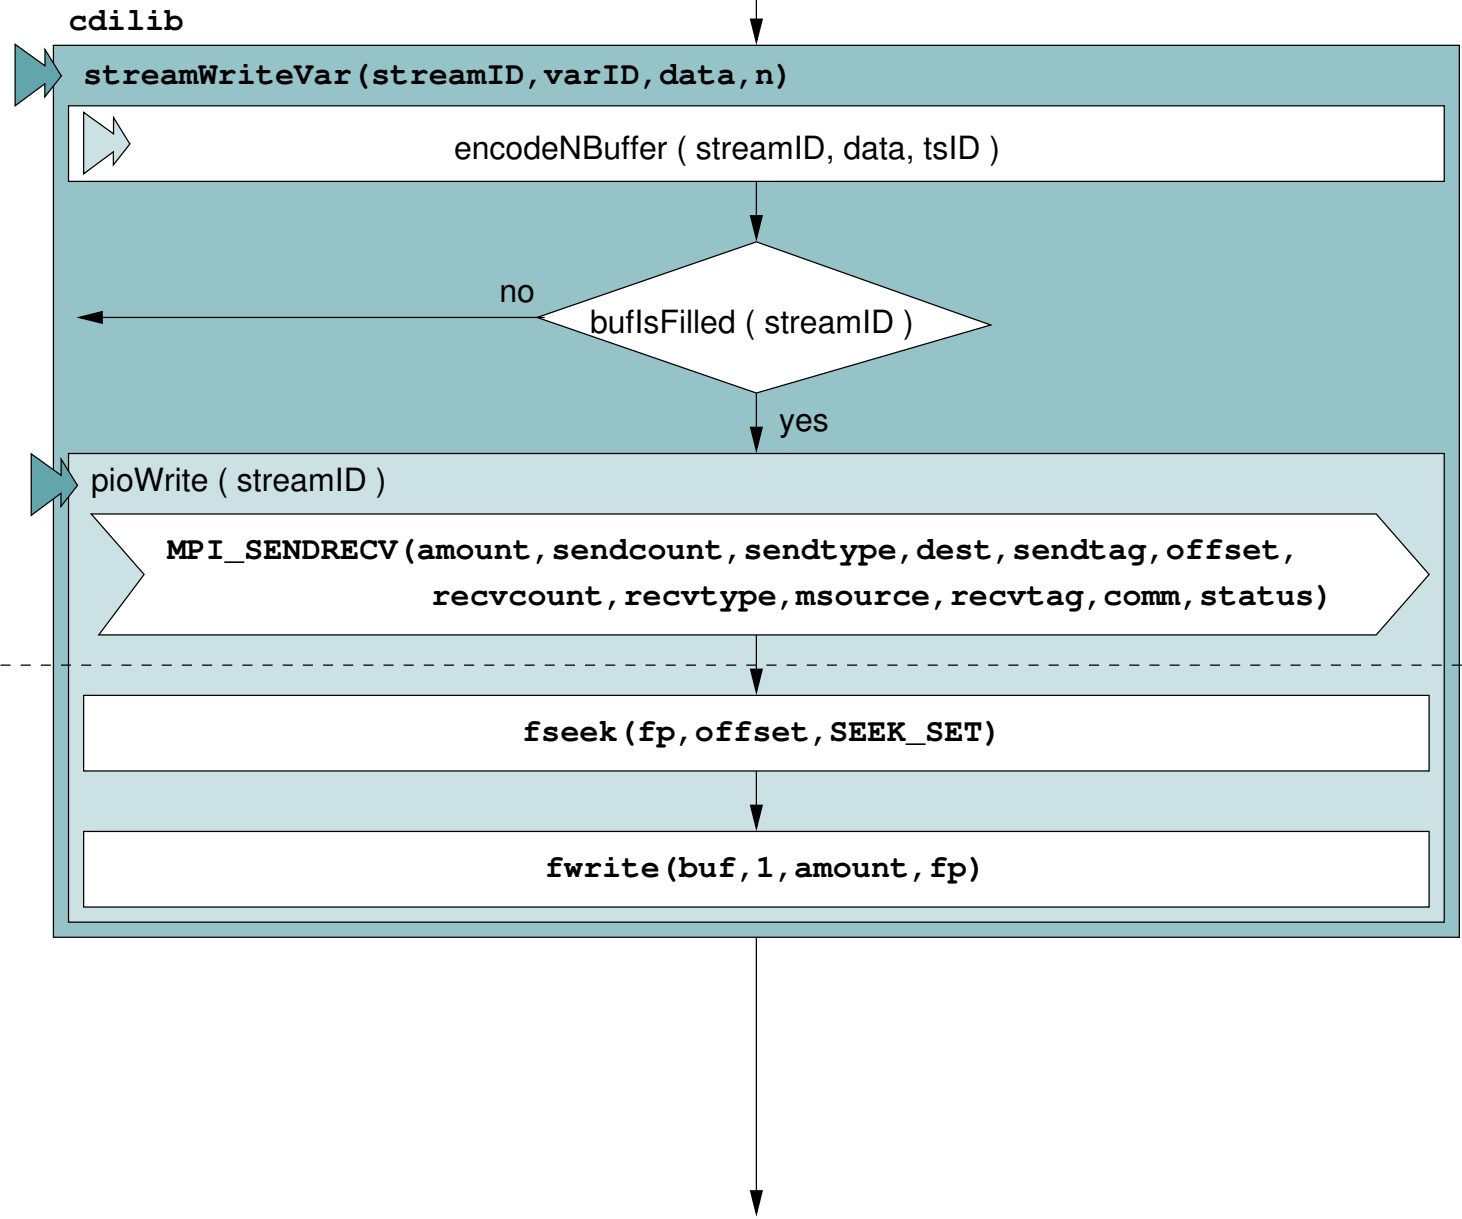 cdilib
streamWriteVar(streamID,varID,data,n)
encodeNBuffer ( streamID, data, tsID )
no
bufIsFilled ( streamID )
yes
pioWrite ( streamID )
MPI_SENDRECV(amount,sendcount,sendtype,dest,sendtag,offset,
recvcount,recvtype,msource,recvtag,comm,status)
fseek(fp,offset,SEEK_SET)
fwrite(buf,1,amount,fp)